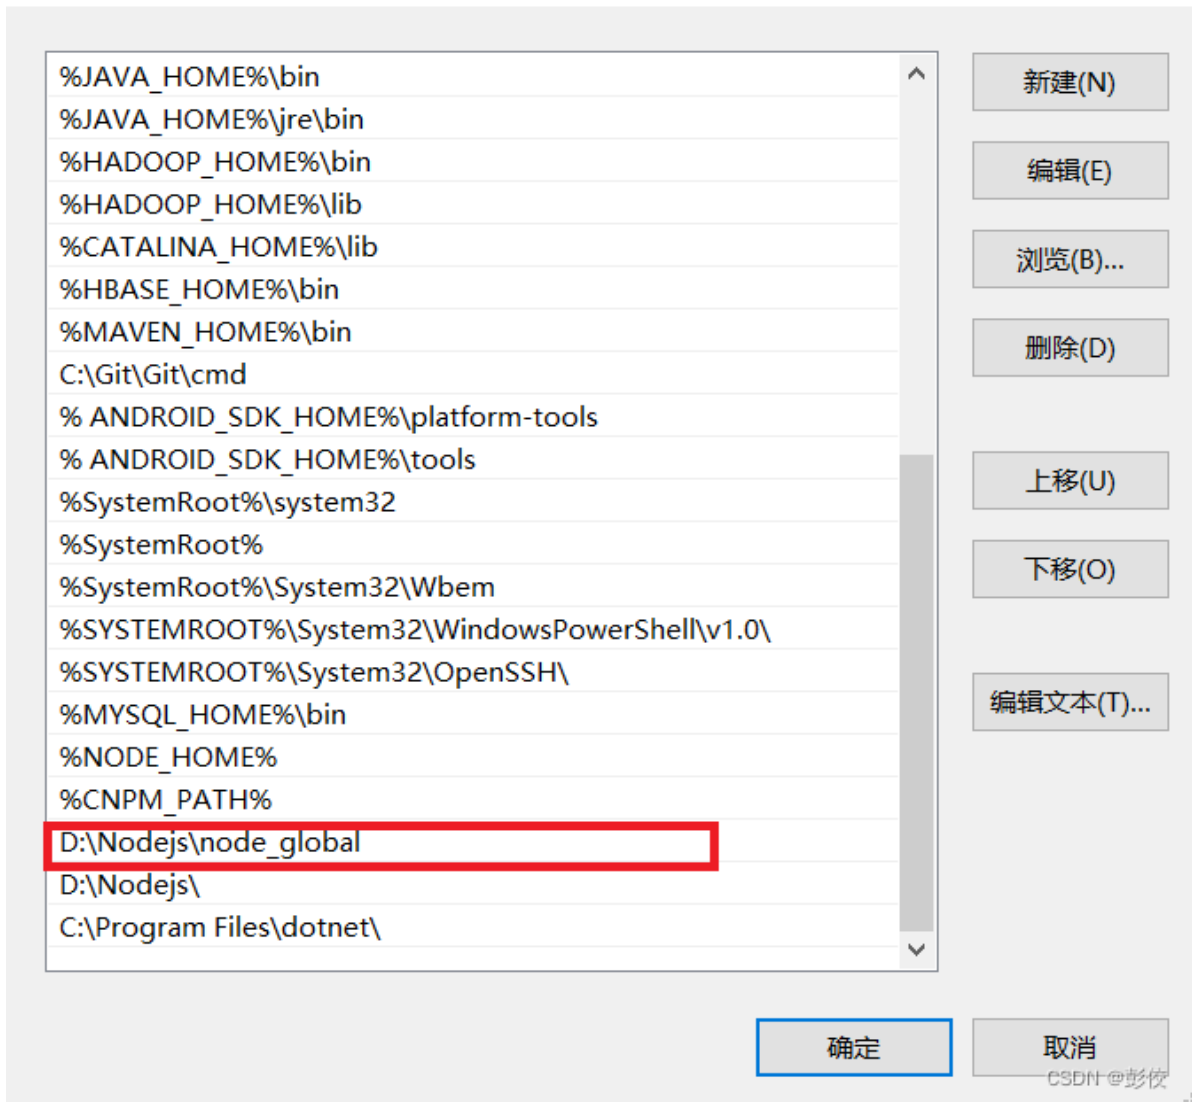 %JAVA_HOME%\bin
%JAVA_HOME%\jre\bin
%HADOOP_HOME%\bin
%HADOOP_HOME%\lib
%CATALINA_HOME%\lib
%HBASE_HOME%\bin
%MAVEN_HOME%\bin
C:\Git\Git\cmd
% ANDROID_SDK_HOME%\platform-tools
% ANDROID_SDK_HOME%\tools
%SystemRoot%\system32
%SystemRoot%
%SystemRoot%\System32\Wbem
%SYSTEMROOT%\System32\WindowsPowerShell\v1.0\
%SYSTEMROOT%\System32\OpenSSH\
%MYSQL_HOME%\bin
%NODE_HOME%
%CNPM_PATH%
D:\Nodejs\node_global
D:\Nodejs\
C:\Program Files\dotnet\
新建(N)
编辑(E)
浏览(B)...
删除(D)
上移(U)
下移(O)
编辑文本(T)...
确定
取消
CSDN @彭佼